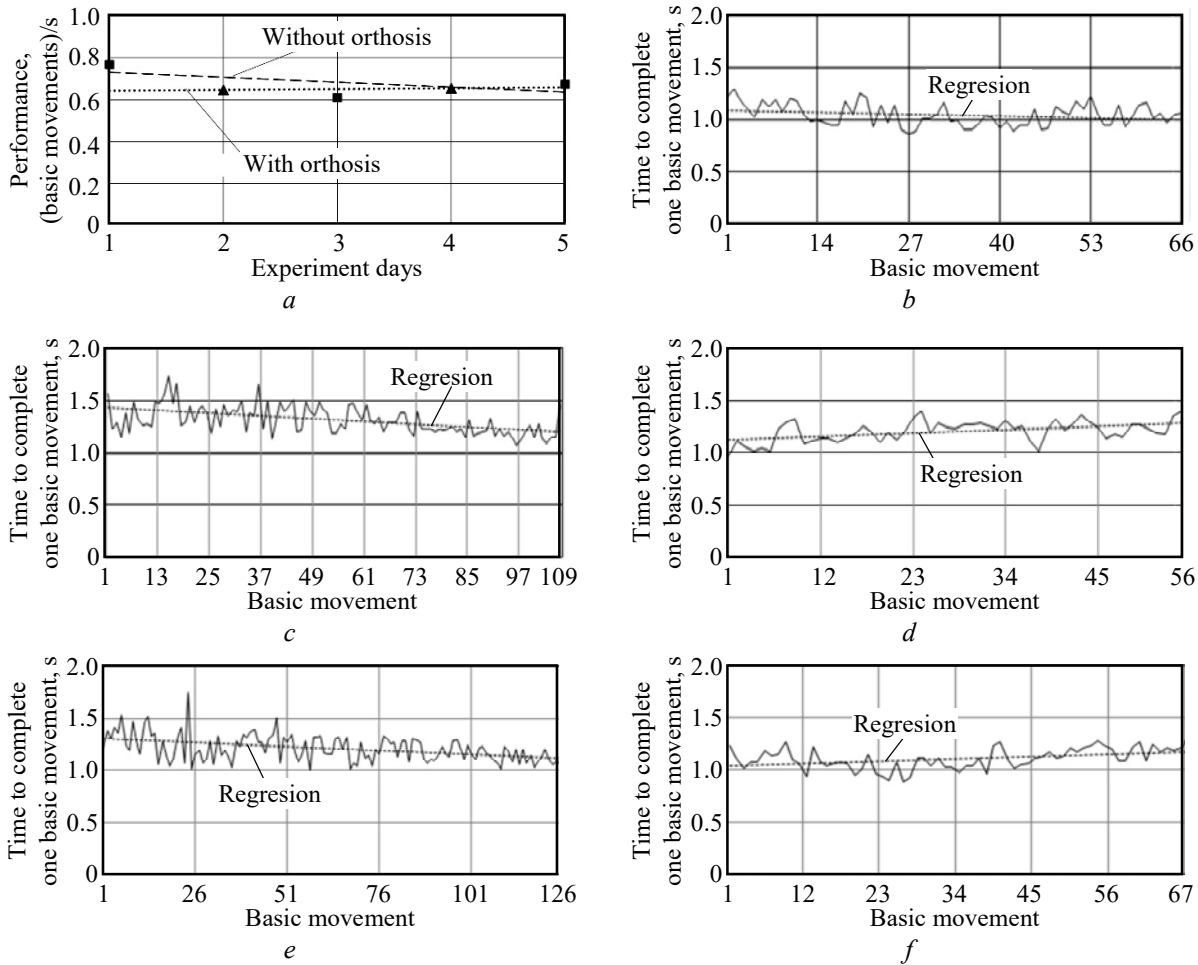 Performance,
(basic movements)/s
1.0
0.8
0.6
0.4
0.2
0
Without orthosis
With orthosis
1 2 3 4 5
Experiment days
a
Time to complete
one basic movement, s
2.0
1.5
1.0
0.5
0
Regresion
1 14 27 40 53 66
Basic movement
b
Time to complete
one basic movement, s
2.0
1.5
1.0
0.5
0
Regresion
1 13 25 37 49 61 73 85 97 109
Basic movement
c
Time to complete
one basic movement, s
2.0
1.5
1.0
0.5
0
Regresion
1 12 23 34 45 56
Basic movement
d
Time to complete
one basic movement, s
2.0
1.5
1.0
0.5
0
Regresion
1 26 51 76 101 126
Basic movement
e
Time to complete
one basic movement, s
2.0
1.5
1.0
0.5
0
Regresion
1 12 23 34 45 56 67
Basic movement
f